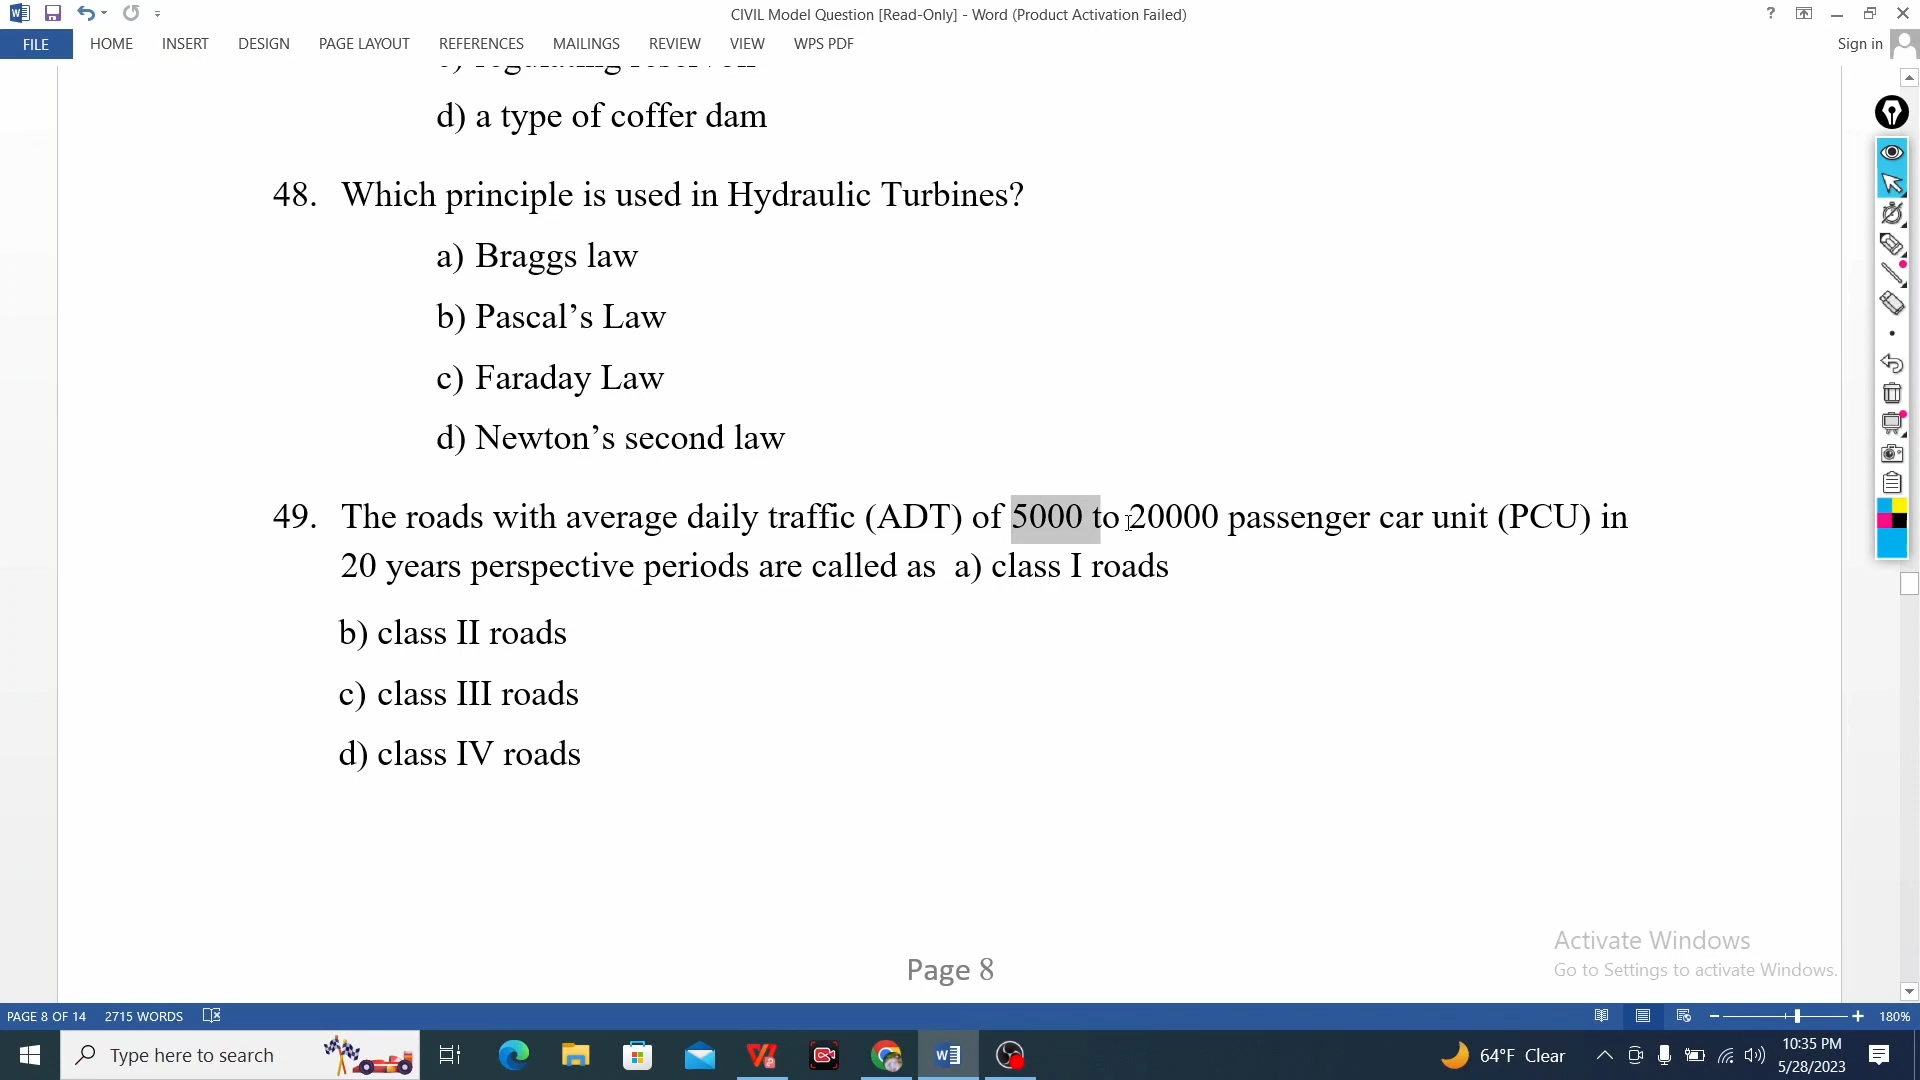 CIVIL Model Question [Read-Only] - Word (Product Activation Failed)
?
FILE HOME INSERT DESIGN PAGE LAYOUT REFERENCES MAILINGS REVIEW VIEW WPS PDF
Sign in
c) regulating reservoir
d) a type of coffer dam
48. Which principle is used in Hydraulic Turbines?
a) Braggs law
b) Pascal’s Law
c) Faraday Law
d) Newton’s second law
49. The roads with average daily traffic (ADT) of 5000 to 20000 passenger car unit (PCU) in
20 years perspective periods are called as a) class I roads
b) class II roads
c) class III roads
d) class IV roads
Activate Windows
Go to Settings to activate Windows.
Page 8
PAGE 8 OF 14 2715 WORDS 180%
Type here to search
64°F Clear
10:35 PM
5/28/2023